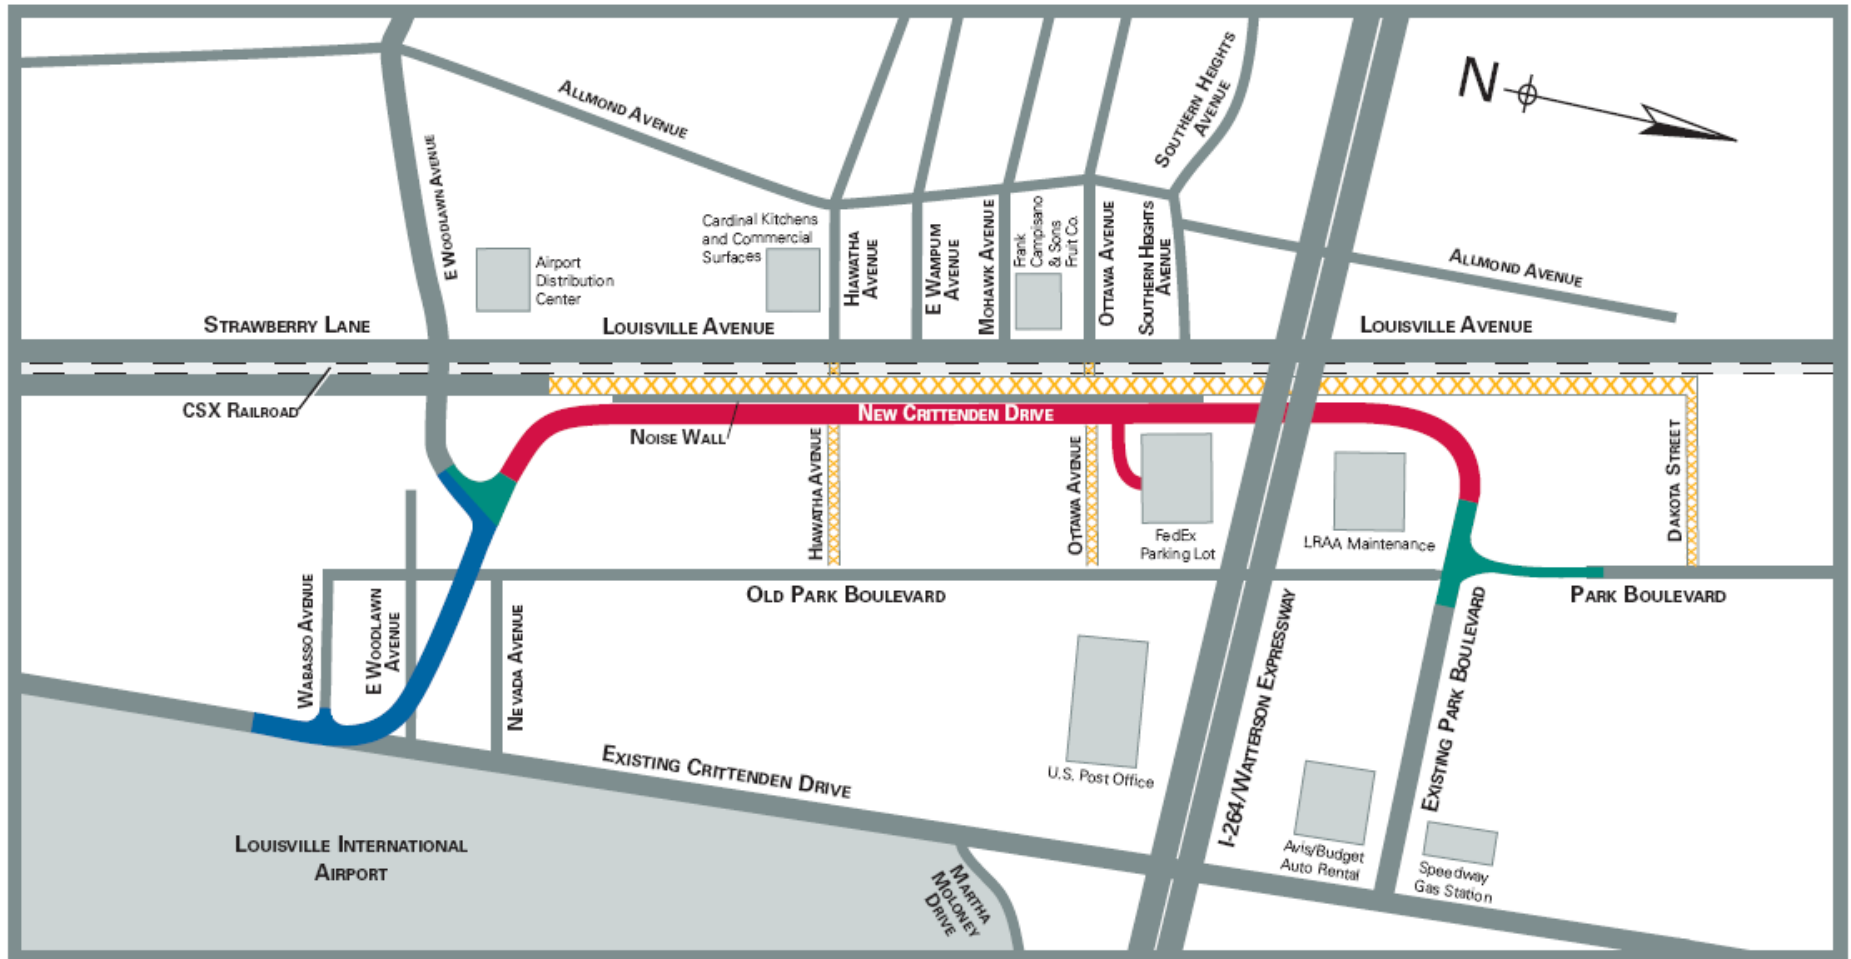 ALLMOND AVENUE
SOUTHERN HEIGHTS
AVENUE
N
E WOODLAWN AVENUE
Airport
Distribution
Center
Cardinal Kitchens
and Commercial
Surfaces
HIAWATHA
AVENUE
E WAMPUM
AVENUE
MOHAWK AVENUE
Frank
Campisano
& Sons
Fruit Co.
OTTAWA AVENUE
SOUTHERN HEIGHTS
AVENUE
ALLMOND AVENUE
STRAWBERRY LANE
LOUISVILLE AVENUE
LOUISVILLE AVENUE
CSX RAILROAD
NOISE WALL
NEW CRITTENDEN DRIVE
HIAWATHA AVENUE
OTTAWA AVENUE
FedEx
Parking Lot
LRAA Maintenance
DAKOTA STREET
WABASSO AVENUE
E WOODLAWN
AVENUE
NEVADA AVENUE
OLD PARK BOULEVARD
PARK BOULEVARD
U.S. Post Office
I-264/WATTERSON EXPRESSWAY
EXISTING PARK BOULEVARD
EXISTING CRITTENDEN DRIVE
Avis/Budget
Auto Rental
Speedway
Gas Station
LOUISVILLE INTERNATIONAL
AIRPORT
MARTHA
MOLONEY
DRIVE